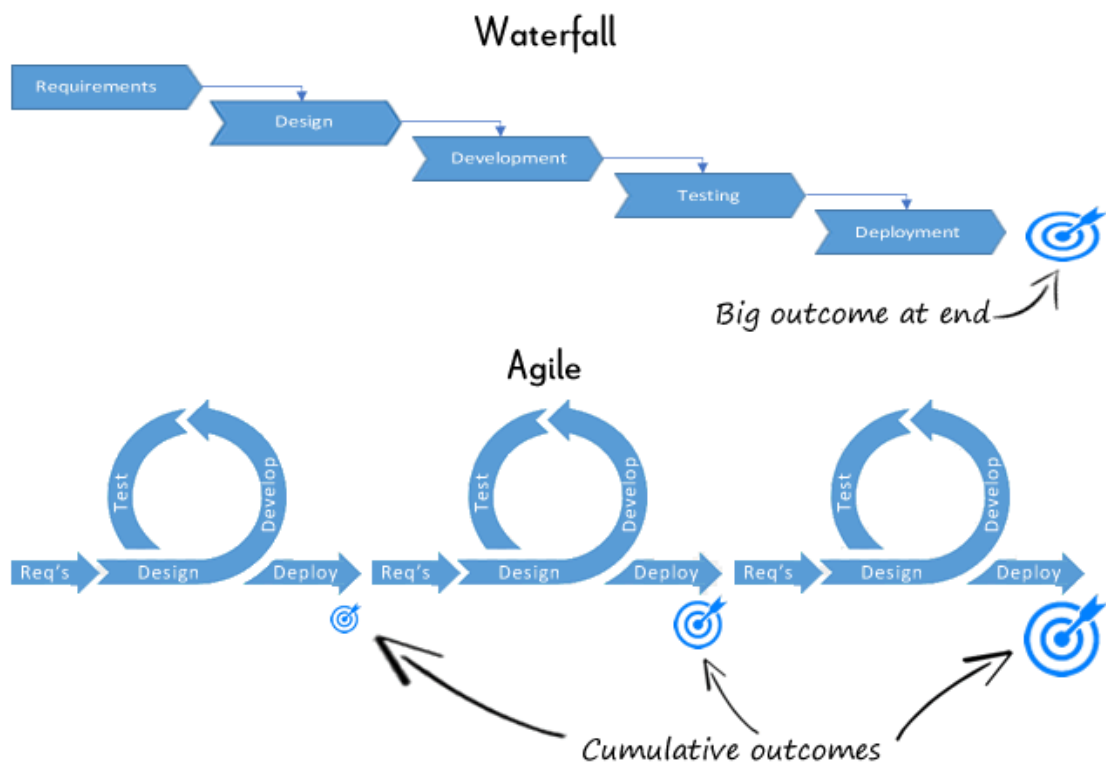 Waterfall
Requirements
Design
Development
Testing
Deployment
Big outcome at end
Agile
Test
Develop
Req's
Design
Deploy
Test
Develop
Req's
Design
Deploy
Test
Develop
Req's
Design
Deploy
Cumulative outcomes